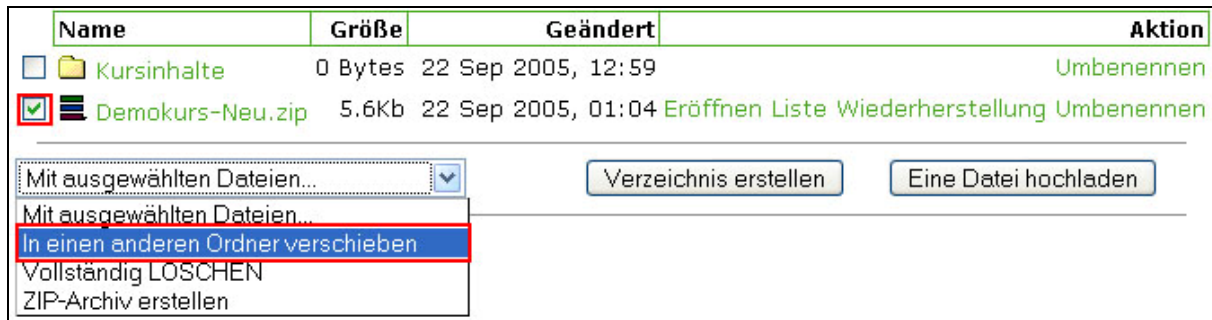 Name Größe Geändert Aktion
Kursinhalte 0 Bytes 22 Sep 2005, 12:59 Umbenennen
Demokurs-Neu.zip 5.6Kb 22 Sep 2005, 01:04 Eröffnen Liste Wiederherstellung Umbenennen
Mit ausgewählten Dateien... Verzeichnis erstellen Eine Datei hochladen
Mit ausgewählten Dateien...
In einen anderen Ordner verschieben
Vollständig LÖSCHEN
ZIP-Archiv erstellen